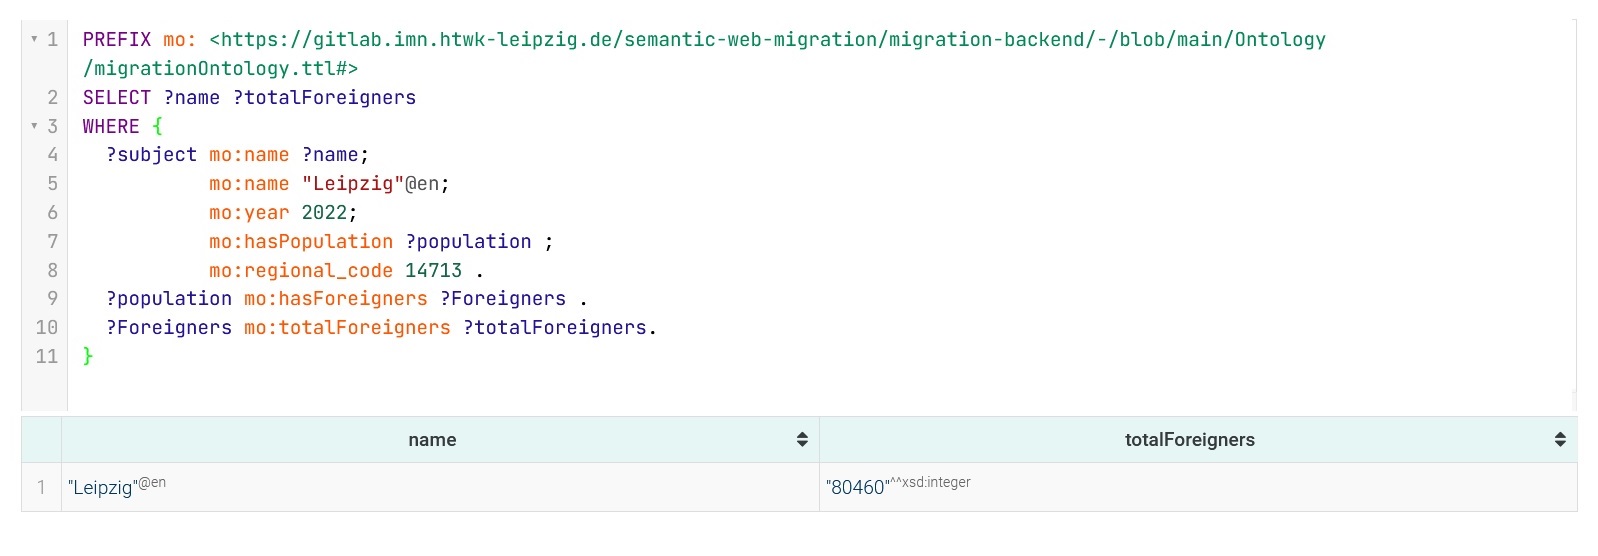 1 PREFIX mo: <https://gitlab.imn.htwk-leipzig.de/semantic-web-migration/migration-backend/-/blob/main/Ontology
/migrationOntology.ttl#>
2 SELECT ?name ?totalForeigners
3 WHERE {
4 ?subject mo:name ?name;
5 mo:name "Leipzig"@en;
6 mo:year 2022;
7 mo:hasPopulation ?population ;
8 mo:regional_code 14713 .
9 ?population mo:hasForeigners ?Foreigners .
10 ?Foreigners mo:totalForeigners ?totalForeigners.
11 }
name totalForeigners
1 "Leipzig"@en "80460"^^xsd:integer